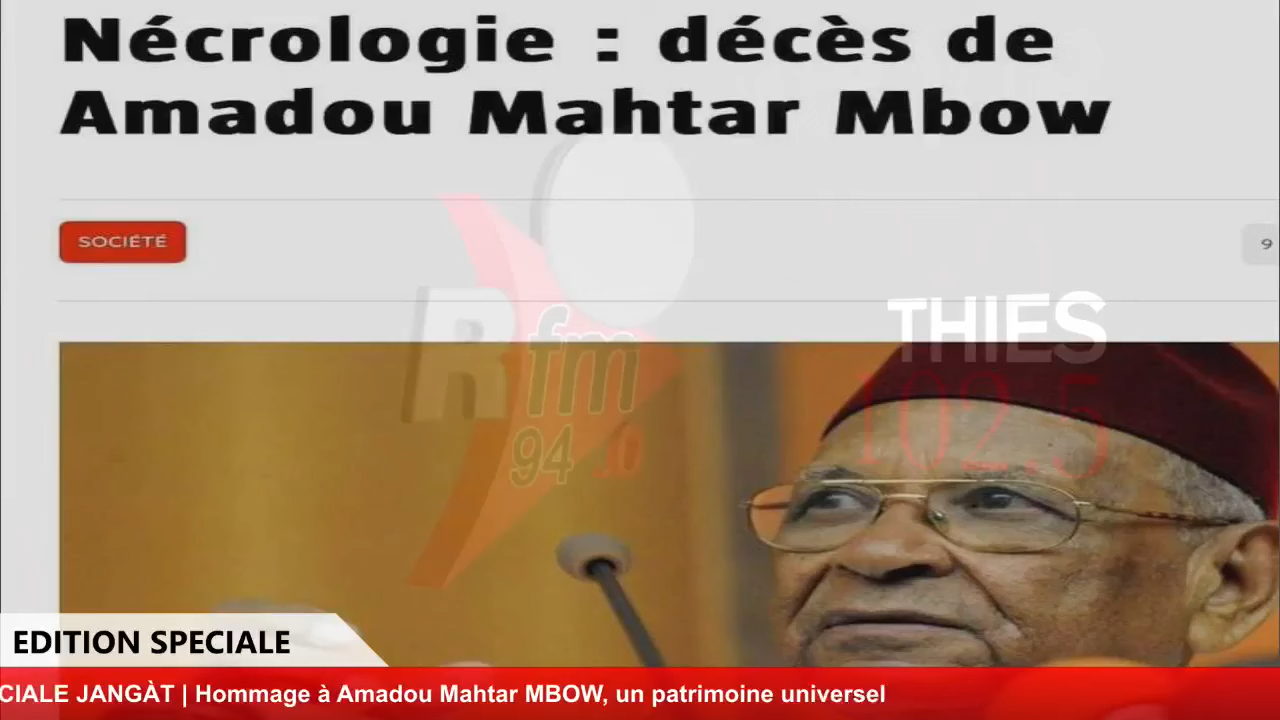 Nécrologie : décès de
Amadou Mahtar Mbow
SOCIÉTÉ
9
THIES
102.5
Rfm
94.0
EDITION SPECIALE
CIALE JANGÀT | Hommage à Amadou Mahtar MBOW, un patrimoine universel